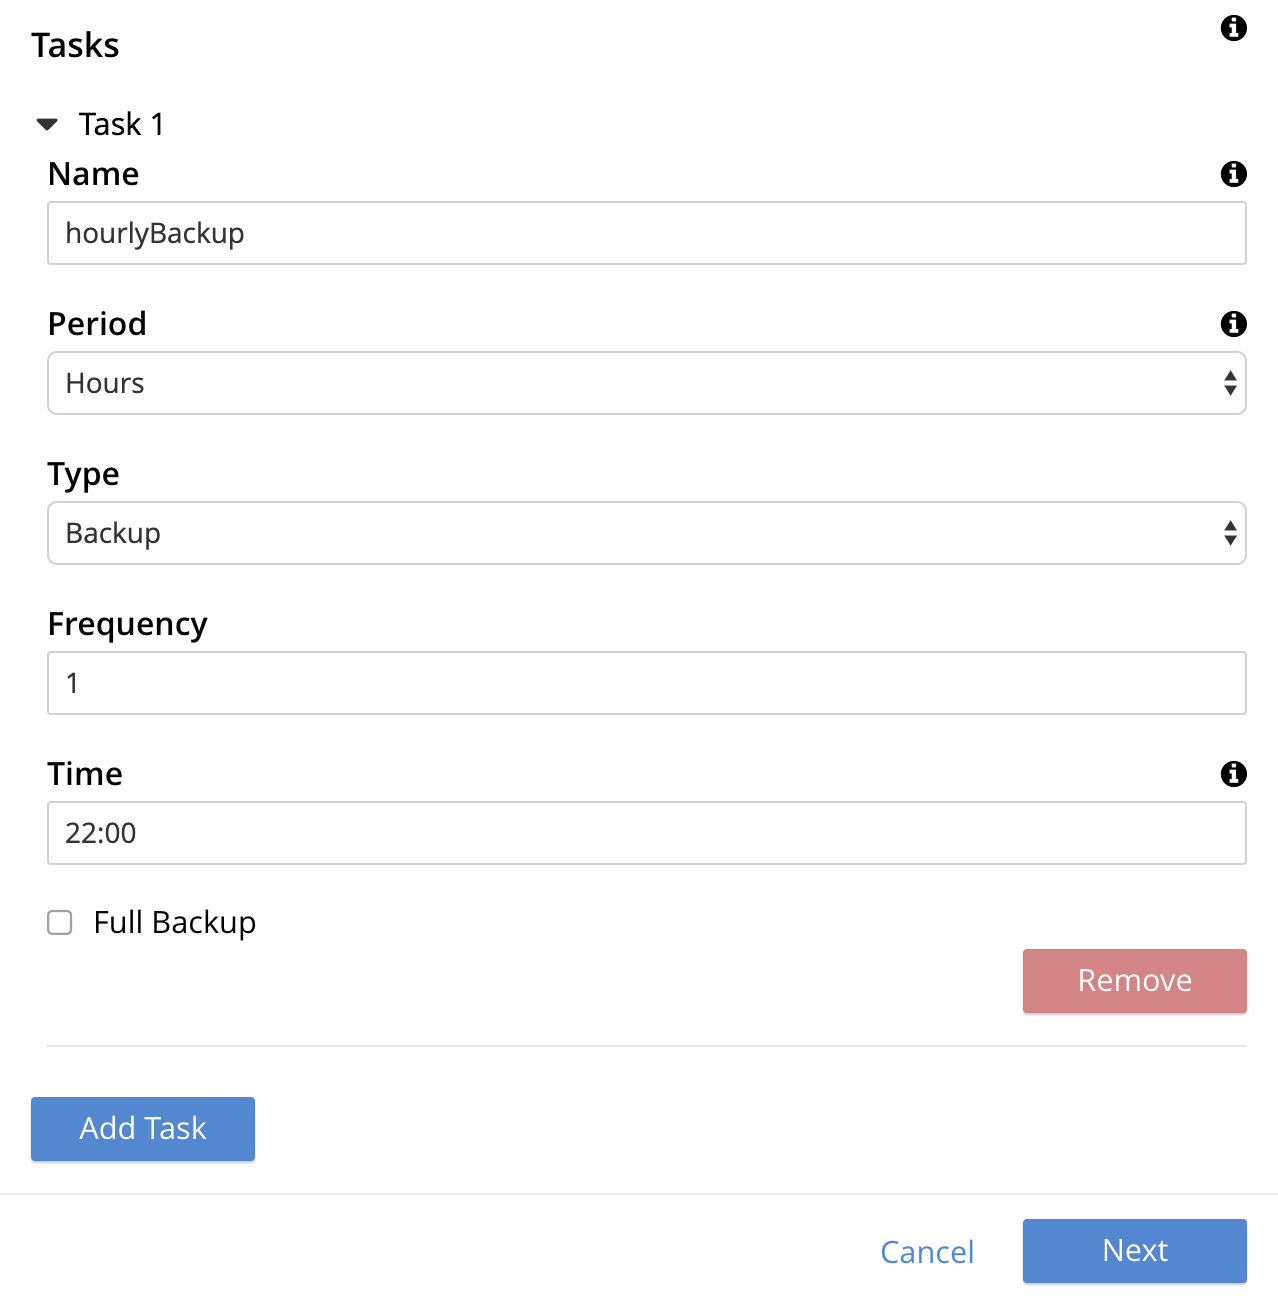 Tasks
Task 1
Name
hourlyBackup
Period
Hours
Type
Backup
Frequency
1
Time
22:00
Full Backup
Remove
Add Task
Cancel
Next